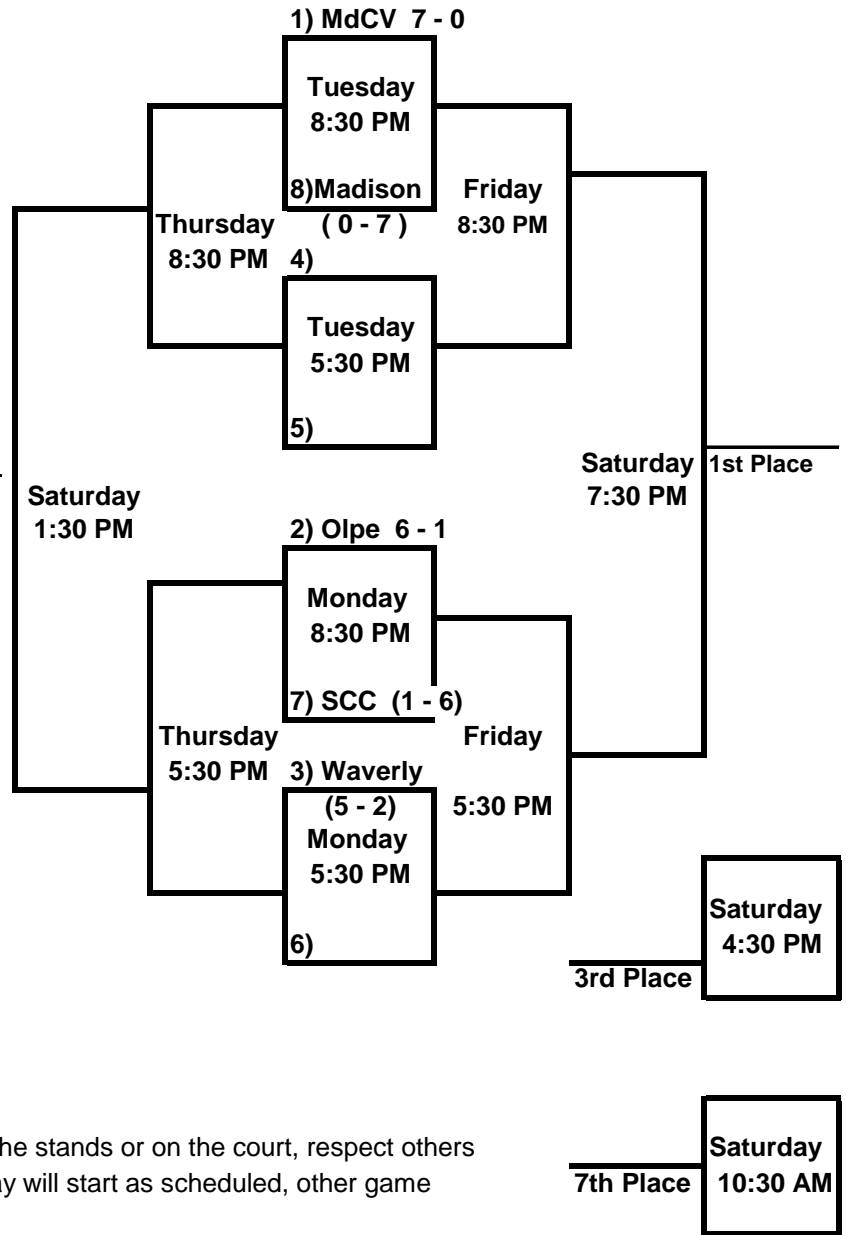 1) MdCV 7 - 0
Tuesday
8:30 PM
8)Madison
( 0 - 7 )
Friday
8:30 PM
Thursday
8:30 PM
4)
Tuesday
5:30 PM
5)
Saturday
7:30 PM
1st Place
Saturday
1:30 PM
2) Olpe 6 - 1
Monday
8:30 PM
7) SCC (1 - 6)
Thursday
5:30 PM
Friday
5:30 PM
3) Waverly
(5 - 2)
Monday
5:30 PM
6)
Saturday
4:30 PM
3rd Place
he stands or on the court, respect others
y will start as scheduled, other game
Saturday
10:30 AM
7th Place